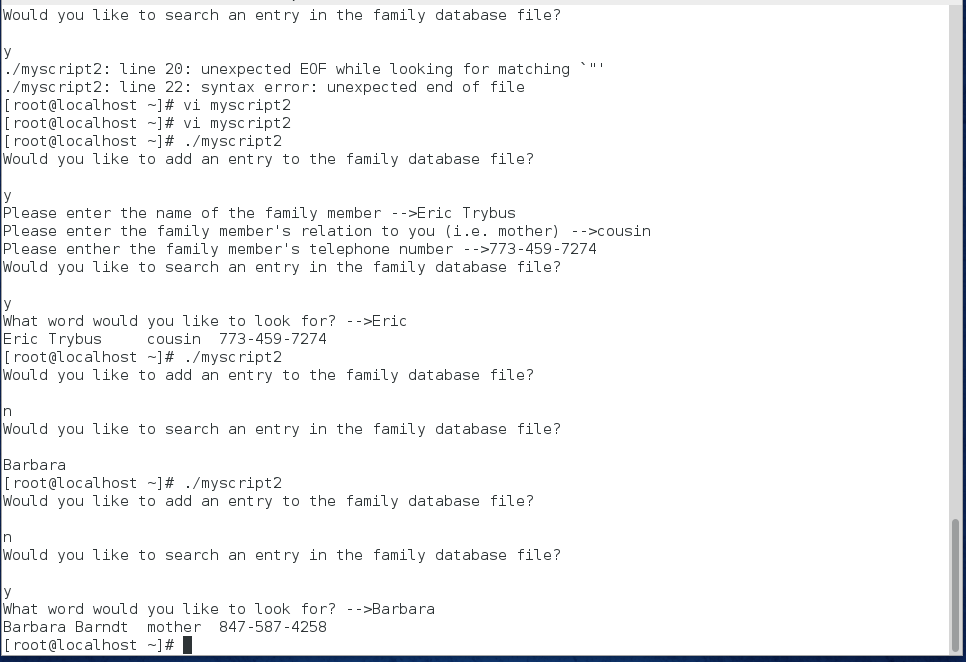 Would you like to search an entry in the family database file?
y
./myscript2: line 20: unexpected EOF while looking for matching `"'
./myscript2: line 22: syntax error: unexpected end of file
[root@localhost ~]# vi myscript2
[root@localhost ~]# vi myscript2
[root@localhost ~]# ./myscript2
Would you like to add an entry to the family database file?
y
Please enter the name of the family member -->Eric Trybus
Please enter the family member's relation to you (i.e. mother) -->cousin
Please enther the family member's telephone number -->773-459-7274
Would you like to search an entry in the family database file?
y
What word would you like to look for? -->Eric
Eric Trybus     cousin  773-459-7274
[root@localhost ~]# ./myscript2
Would you like to add an entry to the family database file?
n
Would you like to search an entry in the family database file?
Barbara
[root@localhost ~]# ./myscript2
Would you like to add an entry to the family database file?
n
Would you like to search an entry in the family database file?
y
What word would you like to look for? -->Barbara
Barbara Barndt  mother  847-587-4258
[root@localhost ~]#